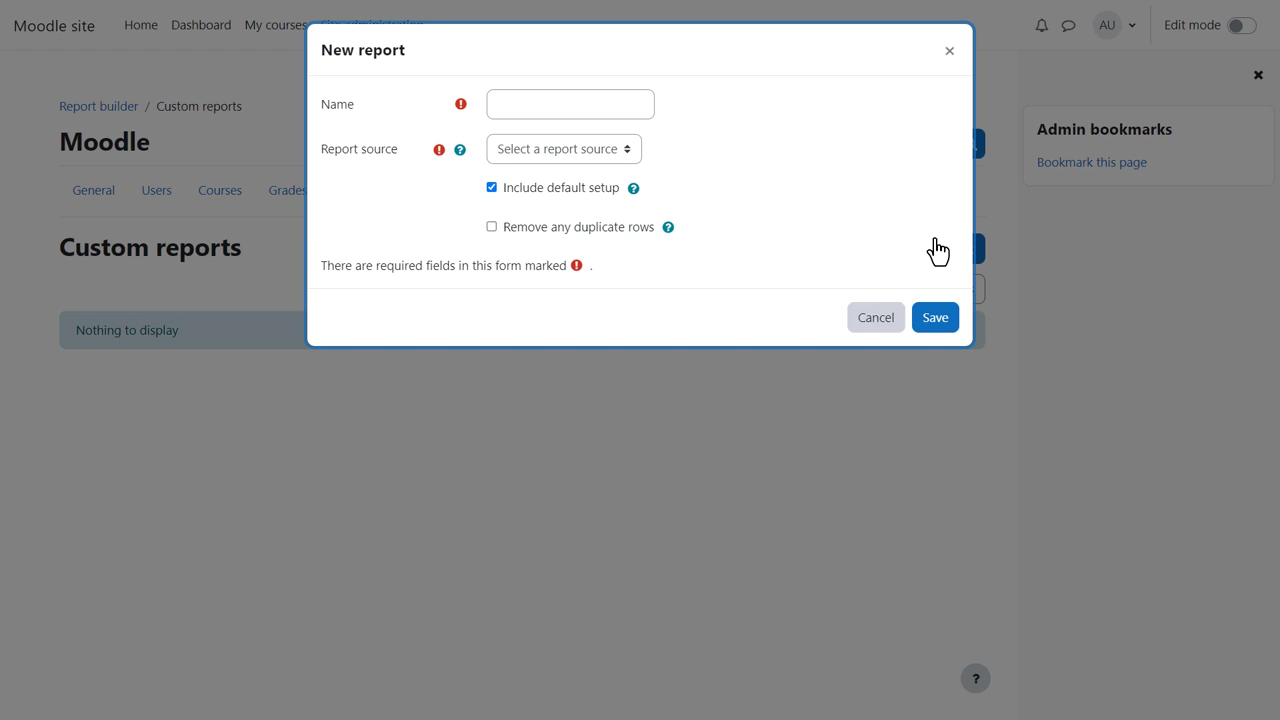 Moodle site
Home
Dashboard
My courses
Site administration
AU
Edit mode
New report
×
Name
Report source
Select a report source
Include default setup
Remove any duplicate rows
There are required fields in this form marked .
Cancel
Save
Report builder / Custom reports
Moodle
General
Users
Courses
Grades
Custom reports
Nothing to display
Admin bookmarks
Bookmark this page
?